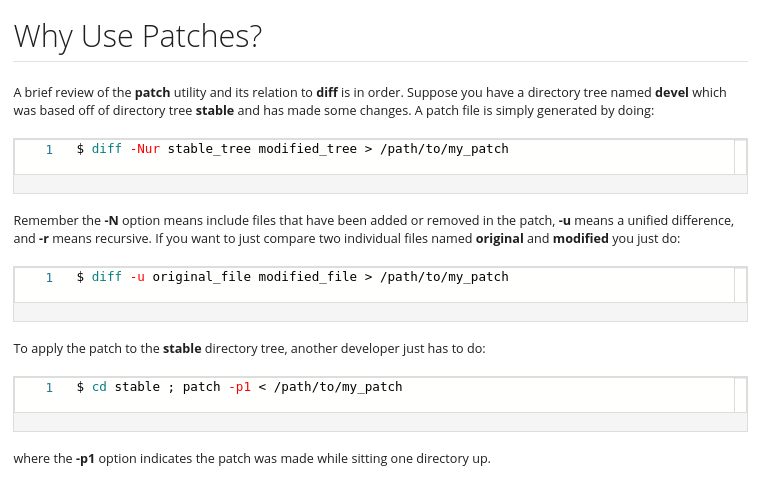 Why Use Patches?
A brief review of the patch utility and its relation to diff is in order. Suppose you have a directory tree named devel which
was based off of directory tree stable and has made some changes. A patch file is simply generated by doing:
1 $ diff -Nur stable_tree modified_tree > /path/to/my_patch
Remember the -N option means include files that have been added or removed in the patch, -u means a unified difference,
and -r means recursive. If you want to just compare two individual files named original and modified you just do:
1 $ diff -u original_file modified_file > /path/to/my_patch
To apply the patch to the stable directory tree, another developer just has to do:
1 $ cd stable ; patch -p1 < /path/to/my_patch
where the -p1 option indicates the patch was made while sitting one directory up.